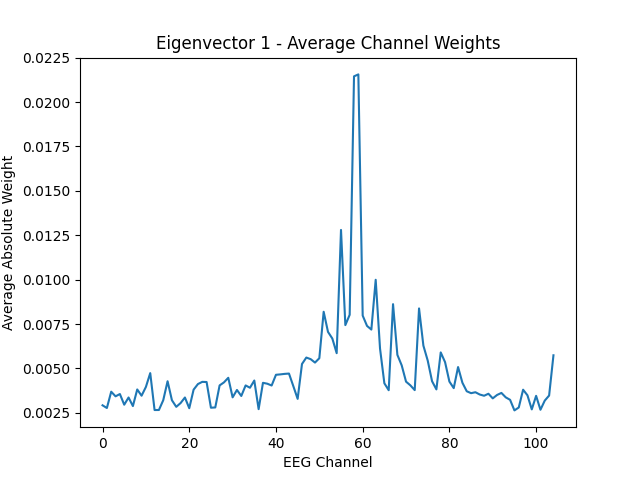 Eigenvector 1 - Average Channel Weights
0.0225
0.0200
0.0175
0.0150
0.0125
0.0100
0.0075
0.0050
0.0025
Average Absolute Weight
0 20 40 60 80 100
EEG Channel